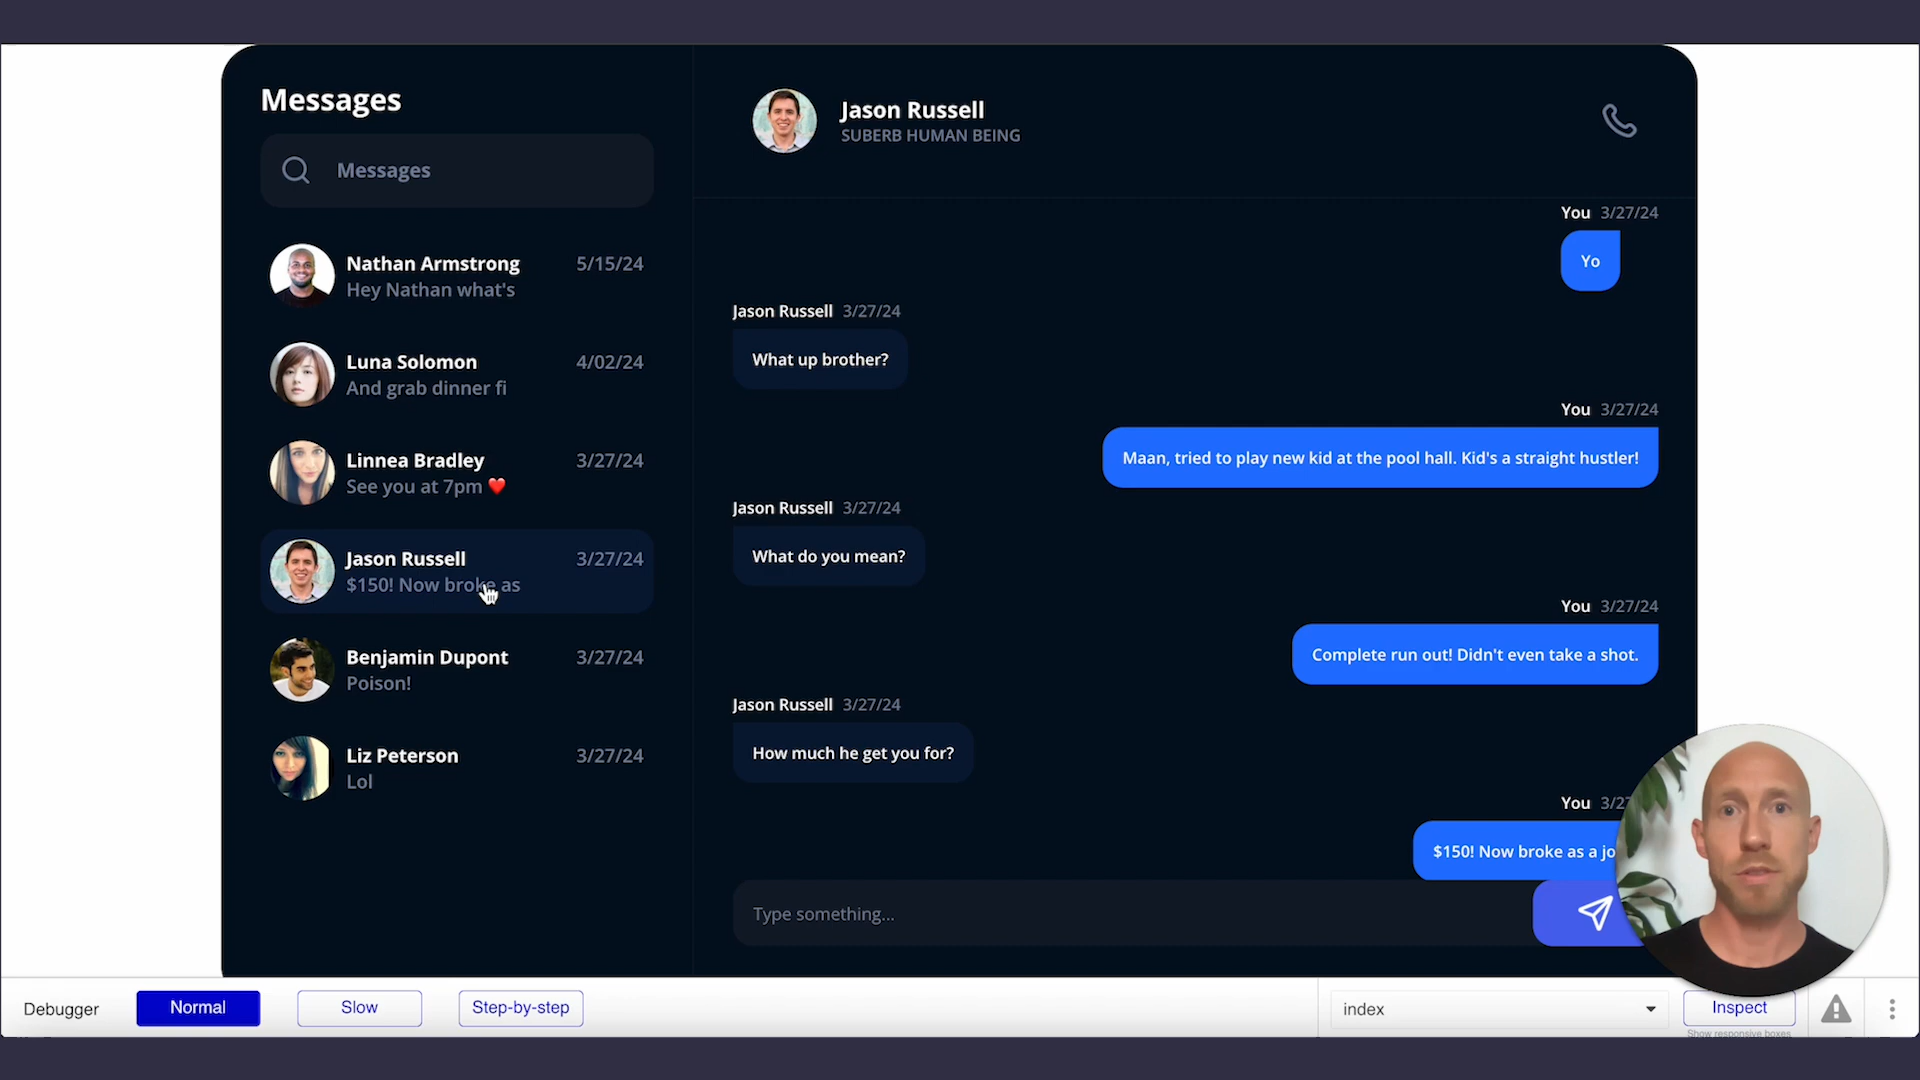 Messages
Messages
Nathan Armstrong 5/15/24
Hey Nathan what's
Luna Solomon 4/02/24
And grab dinner fi
Linnea Bradley 3/27/24
See you at 7pm ❤️
Jason Russell 3/27/24
$150! Now broke as
Benjamin Dupont 3/27/24
Poison!
Liz Peterson 3/27/24
Lol
Jason Russell
SUBERB HUMAN BEING
You 3/27/24
Yo
Jason Russell 3/27/24
What up brother?
You 3/27/24
Maan, tried to play new kid at the pool hall. Kid's a straight hustler!
Jason Russell 3/27/24
What do you mean?
You 3/27/24
Complete run out! Didn't even take a shot.
Jason Russell 3/27/24
How much he get you for?
You 3/27
$150! Now broke as a jo
Type something...
Debugger Normal Slow Step-by-step index Inspect
Show responsive boxes